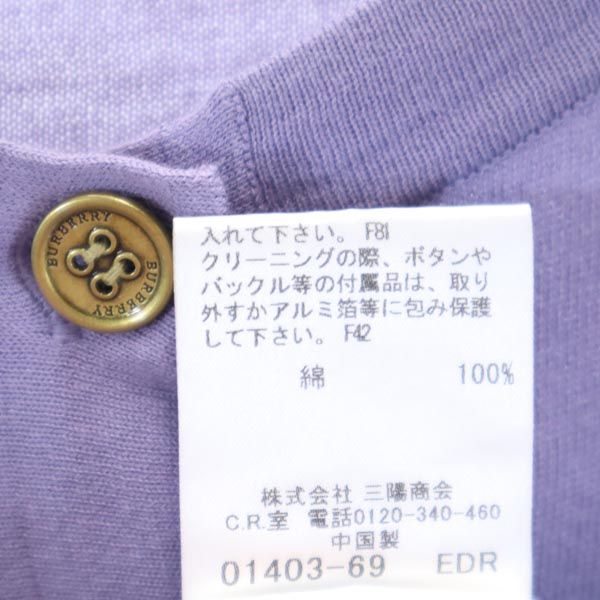 BURBERRY
BURBERRY
入れて下さい。 F81
クリーニングの際、ボタンや
バックル等の付属品は、取り
外すかアルミ箔等に包み保護
して下さい。 F42
綿 100%
株式会社 三陽商会
C.R.室 電話0120-340-460
中国製
01403-69 EDR